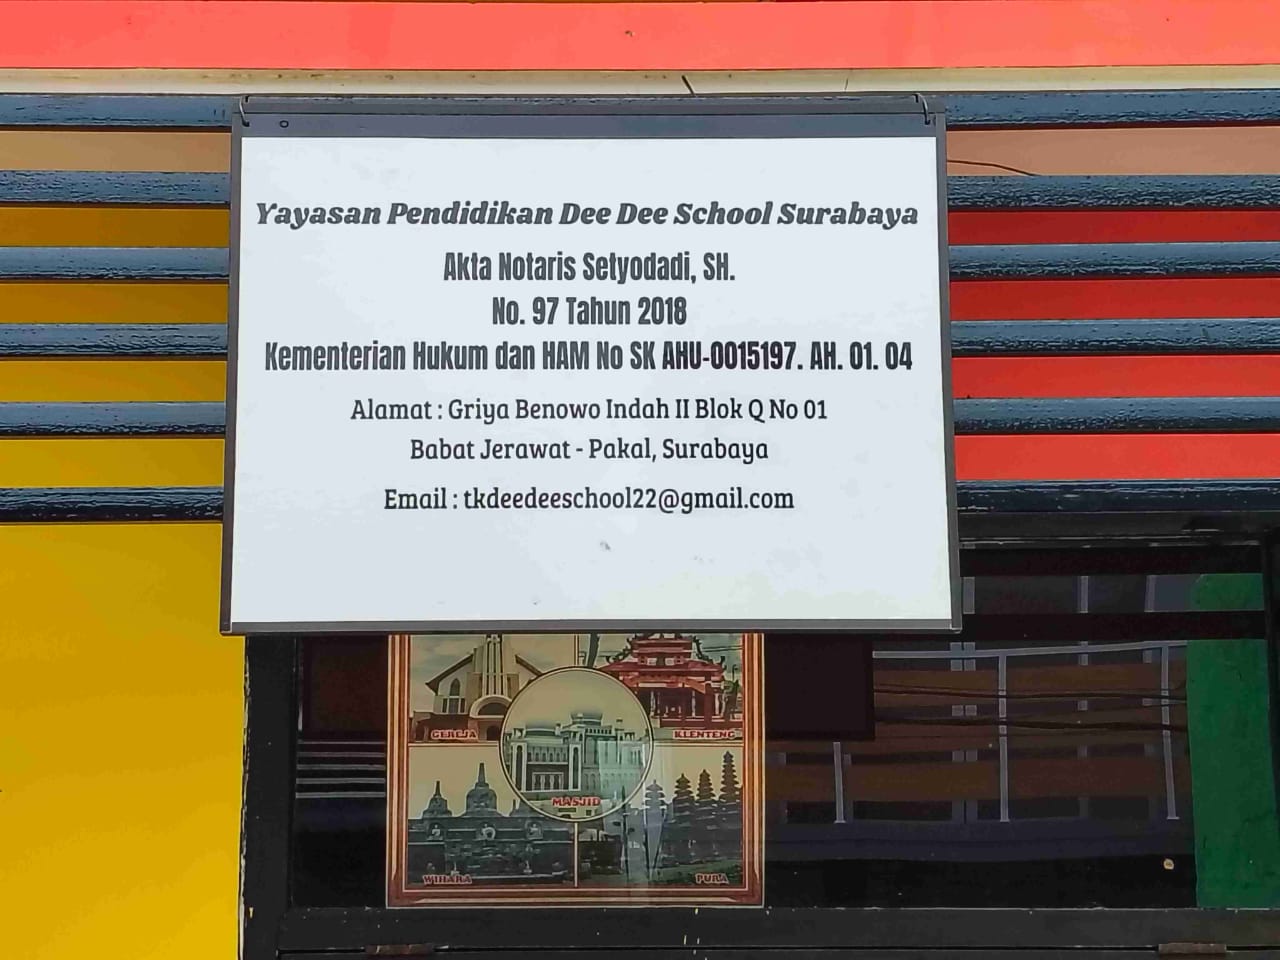 Yayasan Pendidikan Dee Dee School Surabaya
Akta Notaris Setyodadi, SH.
No. 97 Tahun 2018
Kementerian Hukum dan HAM No SK AHU-0015197. AH. 01. 04
Alamat : Griya Benowo Indah II Blok Q No 01
Babat Jerawat - Pakal, Surabaya
Email : tkdeedeeschool22@gmail.com
GEREJA
KLENTENG
MASJID
WIHARA
PURA